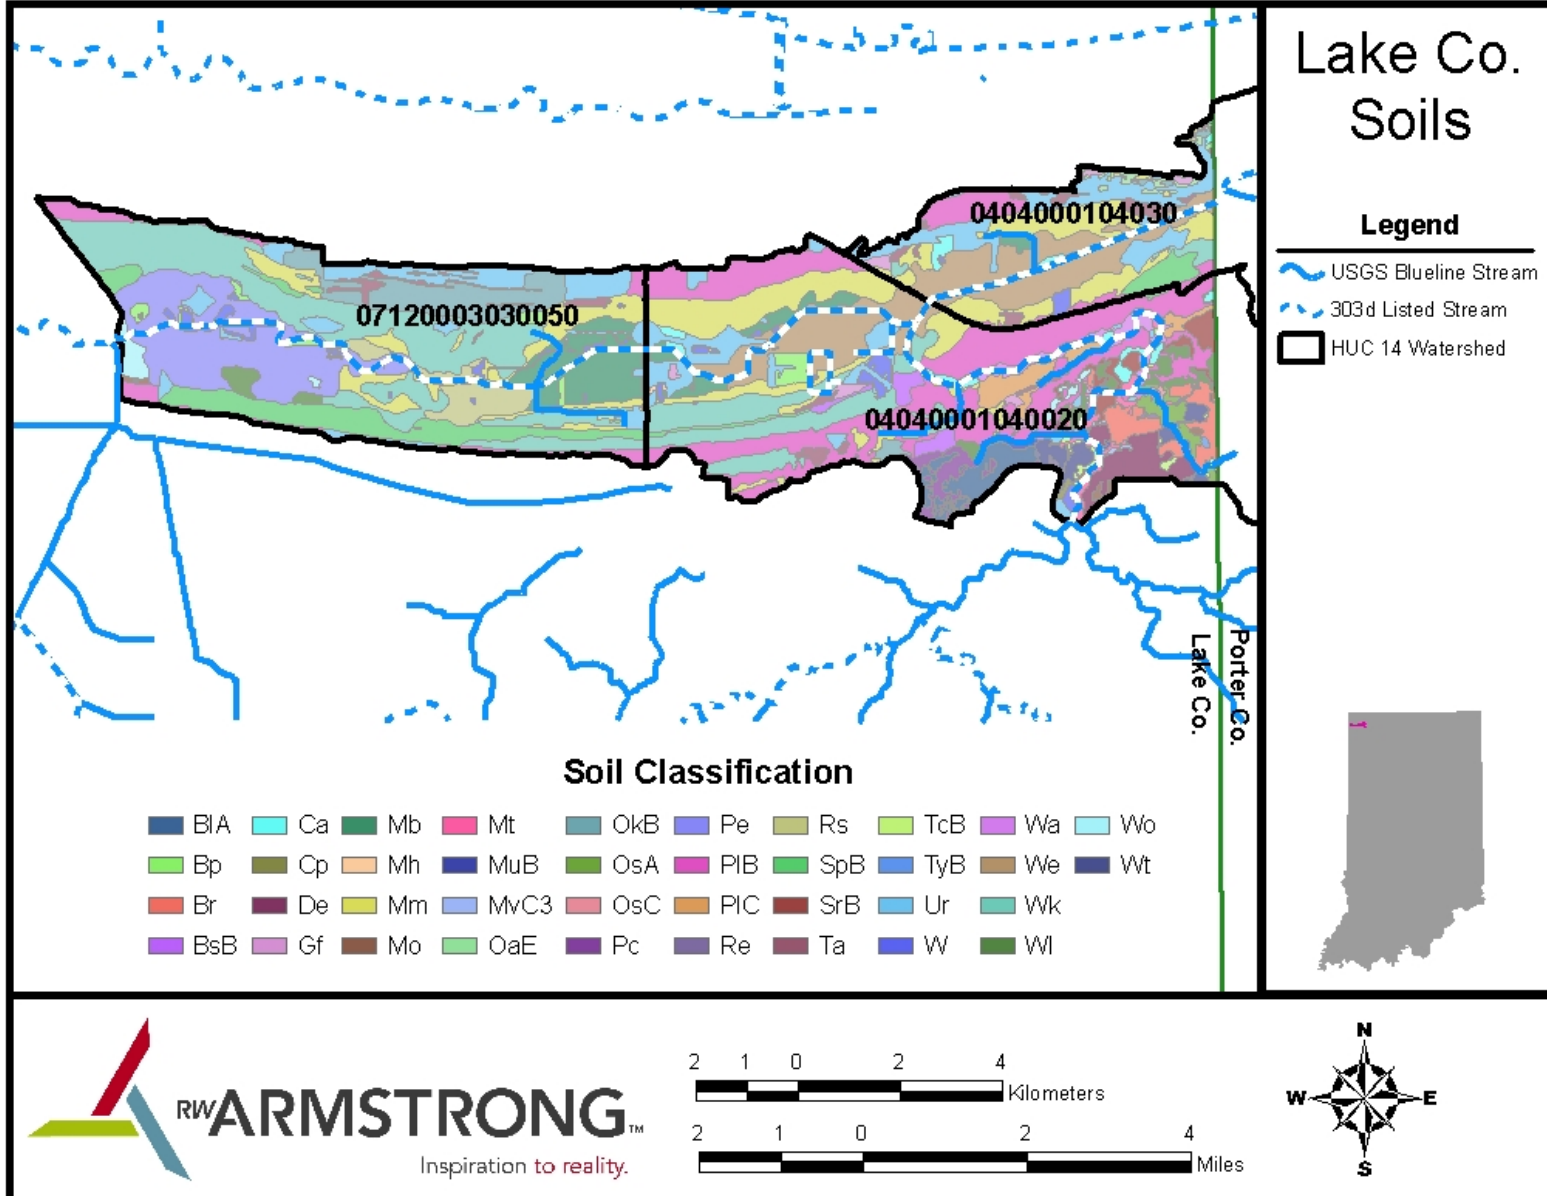 Lake Co.
Soils
Legend
USGS Blueline Stream
303d Listed Stream
HUC 14 Watershed
0404000104030
07120003030050
04040001040020
Lake Co.
Porter Co.
Soil Classification
BlA Ca Mb Mt OkB Pe Rs TcB Wa Wo
Bp Cp Mh MuB OsA PlB SpB TyB We Wt
Br De Mm MvC3 OsC PlC SrB Ur Wk
BsB Gf Mo OaE Pc Re Ta W Wl
RWARMSTRONG™
Inspiration to reality.
2 1 0 2 4
Kilometers
2 1 0 2 4
Miles
N
W E
S